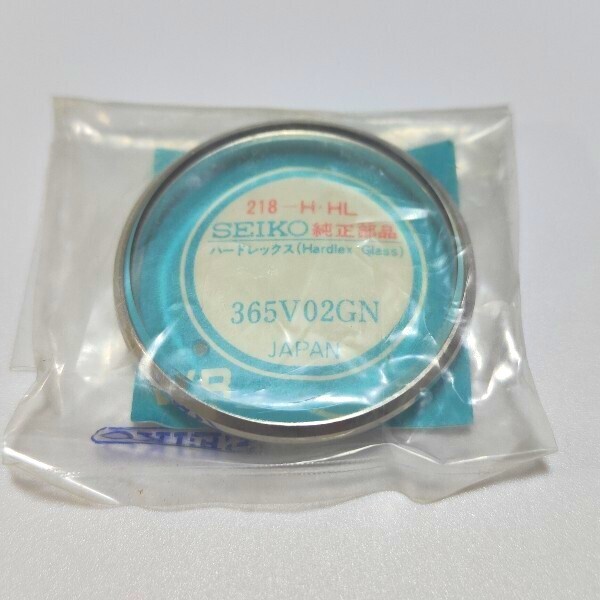 218-H・HL
SEIKO 純正部品
ハードレックス(Hardlex Glass)
365V02GN
JAPAN